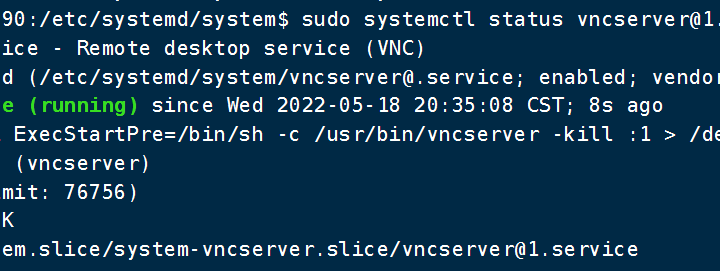 90:/etc/systemd/system$ sudo systemctl status vncserver@1.
ice - Remote desktop service (VNC)
d (/etc/systemd/system/vncserver@.service; enabled; vendor
e (running) since Wed 2022-05-18 20:35:08 CST; 8s ago
ExecStartPre=/bin/sh -c /usr/bin/vncserver -kill :1 > /de
(vncserver)
mit: 76756)
K
em.slice/system-vncserver.slice/vncserver@1.service